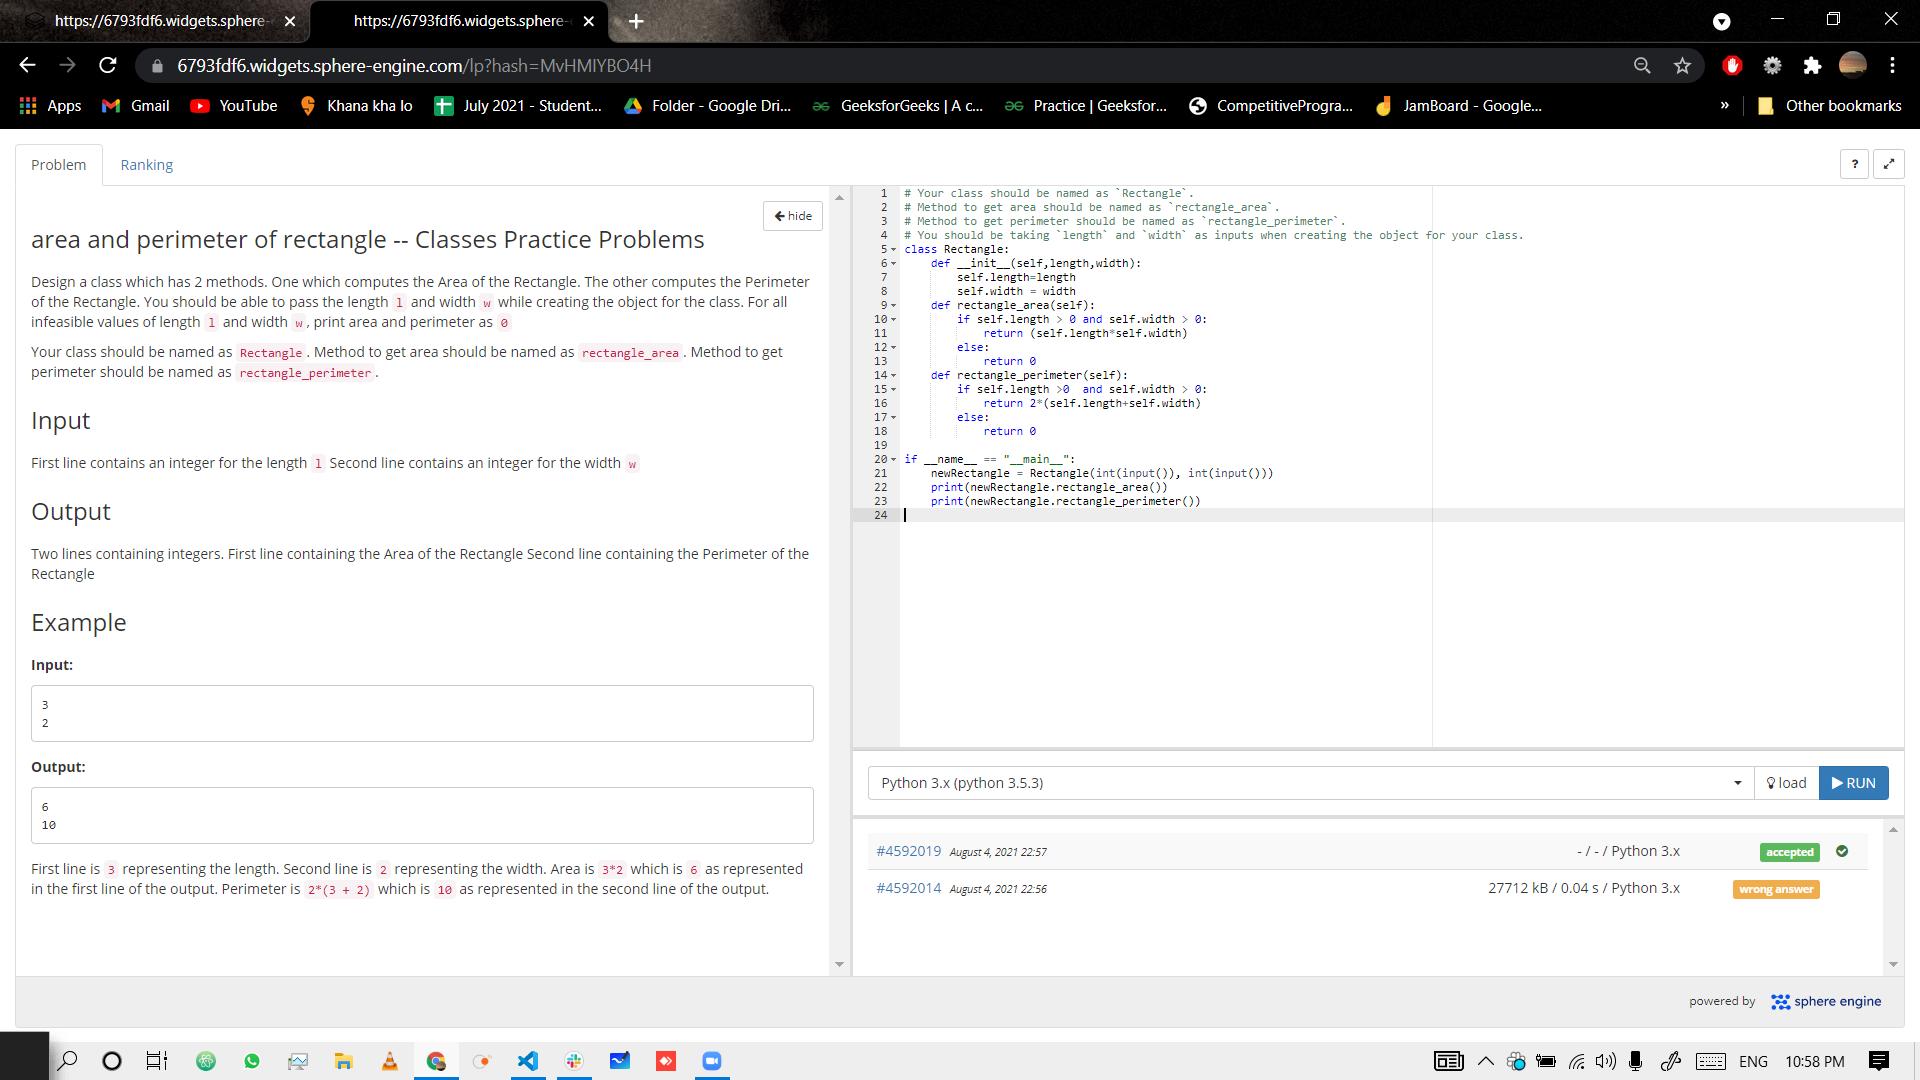 https://6793fdf6.widgets.sphere-
https://6793fdf6.widgets.sphere-
6793fdf6.widgets.sphere-engine.com/lp?hash=MvHMIYBO4H
Apps Gmail YouTube Khana kha lo July 2021 - Student... Folder - Google Dri... GeeksforGeeks | A c... Practice | Geeksfor... CompetitiveProgra... JamBoard - Google... » Other bookmarks
Problem Ranking
?
hide
area and perimeter of rectangle -- Classes Practice Problems
Design a class which has 2 methods. One which computes the Area of the Rectangle. The other computes the Perimeter
of the Rectangle. You should be able to pass the length l and width w while creating the object for the class. For all
infeasible values of length l and width w , print area and perimeter as 0
Your class should be named as Rectangle . Method to get area should be named as rectangle_area . Method to get
perimeter should be named as rectangle_perimeter .
Input
First line contains an integer for the length l Second line contains an integer for the width w
Output
Two lines containing integers. First line containing the Area of the Rectangle Second line containing the Perimeter of the
Rectangle
Example
Input:
3
2
Output:
6
10
First line is 3 representing the length. Second line is 2 representing the width. Area is 3*2 which is 6 as represented
in the first line of the output. Perimeter is 2*(3 + 2) which is 10 as represented in the second line of the output.
1 # Your class should be named as `Rectangle`.
2 # Method to get area should be named as `rectangle_area`.
3 # Method to get perimeter should be named as `rectangle_perimeter`.
4 # You should be taking `length` and `width` as inputs when creating the object for your class.
5 class Rectangle:
6 def __init__(self,length,width):
7 self.length=length
8 self.width = width
9 def rectangle_area(self):
10 if self.length > 0 and self.width > 0:
11 return (self.length*self.width)
12 else:
13 return 0
14 def rectangle_perimeter(self):
15 if self.length >0  and self.width > 0:
16 return 2*(self.length+self.width)
17 else:
18 return 0
19
20 if __name__ == "__main__":
21 newRectangle = Rectangle(int(input()), int(input()))
22 print(newRectangle.rectangle_area())
23 print(newRectangle.rectangle_perimeter())
24
Python 3.x (python 3.5.3) load RUN
#4592019 August 4, 2021 22:57 - / - / Python 3.x accepted
#4592014 August 4, 2021 22:56 27712 kB / 0.04 s / Python 3.x wrong answer
powered by sphere engine
ENG 10:58 PM